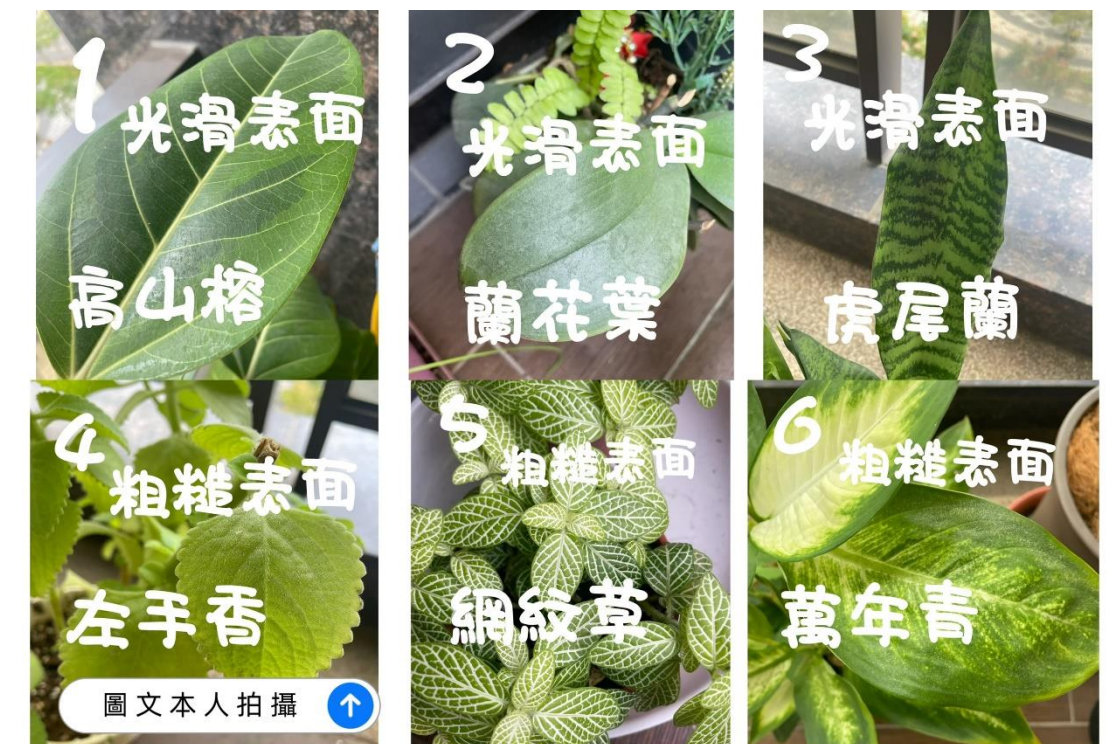 1
光滑表面
高山榕
2
光滑表面
蘭花葉
3
光滑表面
虎尾蘭
4
粗糙表面
左手香
圖文本人拍攝
5
粗糙表面
網紋草
6
粗糙表面
萬年青